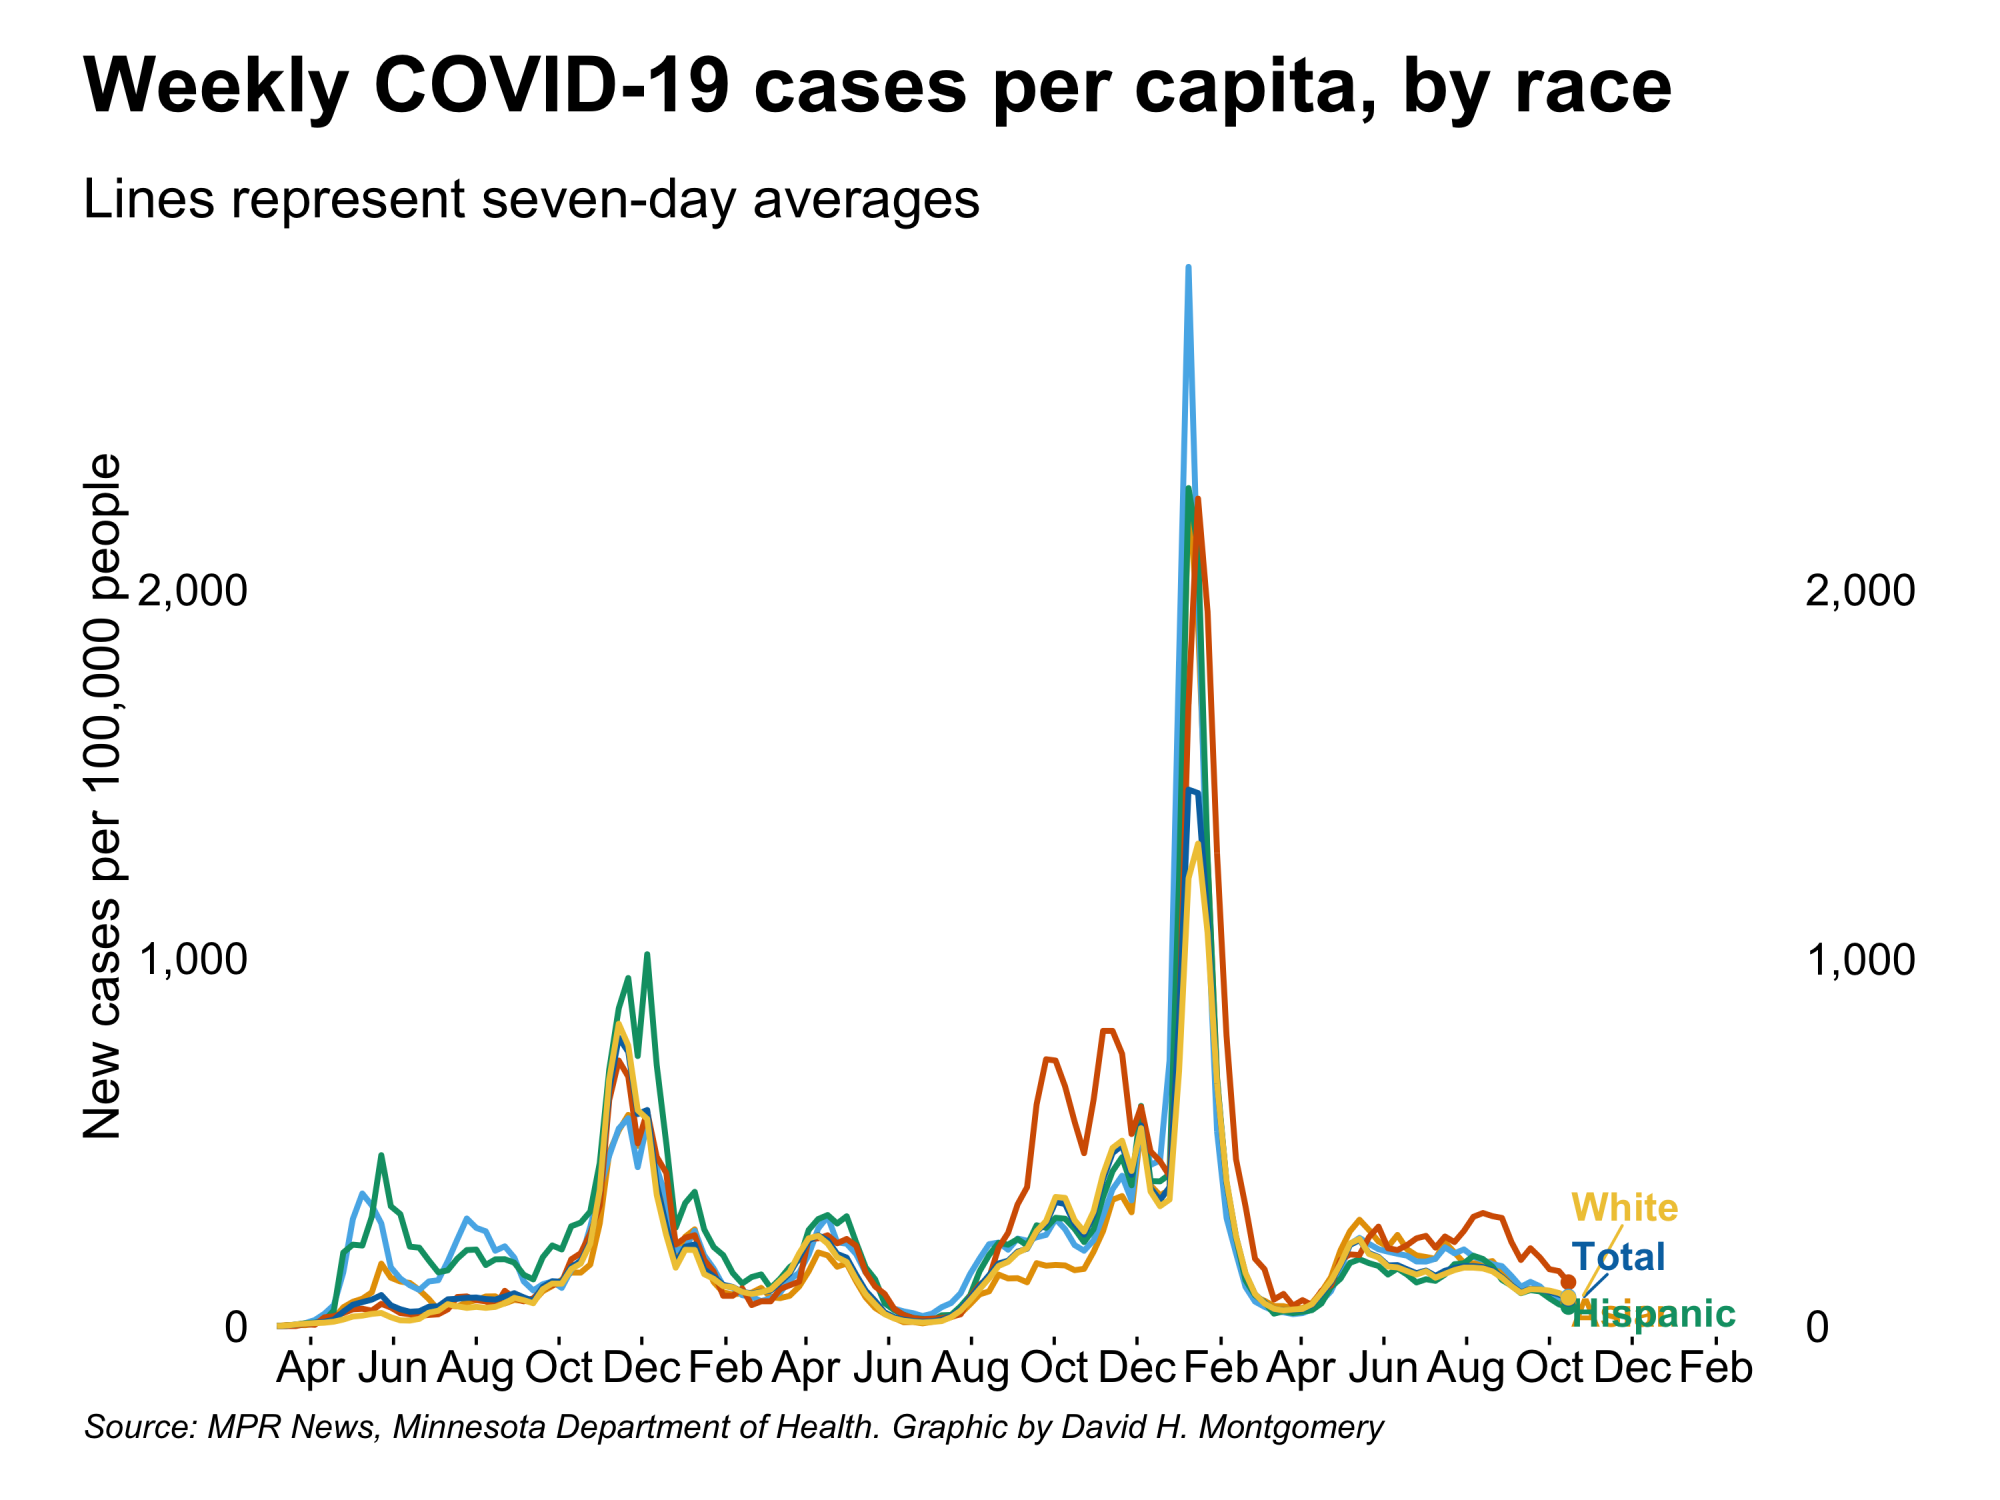 Weekly COVID-19 cases per capita, by race
Lines represent seven-day averages
New cases per 100,000 people
2,000
1,000
0
2,000
1,000
0
White
Total
Hispanic
Apr Jun Aug Oct Dec Feb Apr Jun Aug Oct Dec Feb Apr Jun Aug Oct Dec Feb
Source: MPR News, Minnesota Department of Health. Graphic by David H. Montgomery